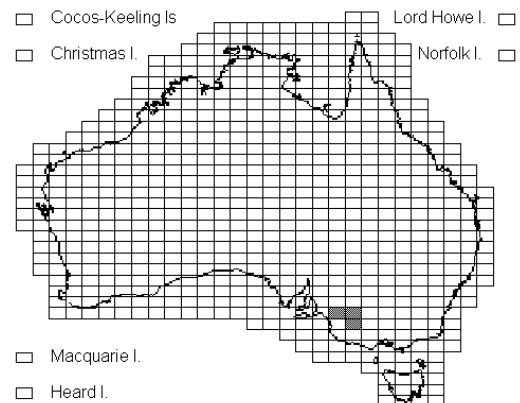 Cocos-Keeling Is
Lord Howe I.
Christmas I.
Norfolk I.
Macquarie I.
Heard I.